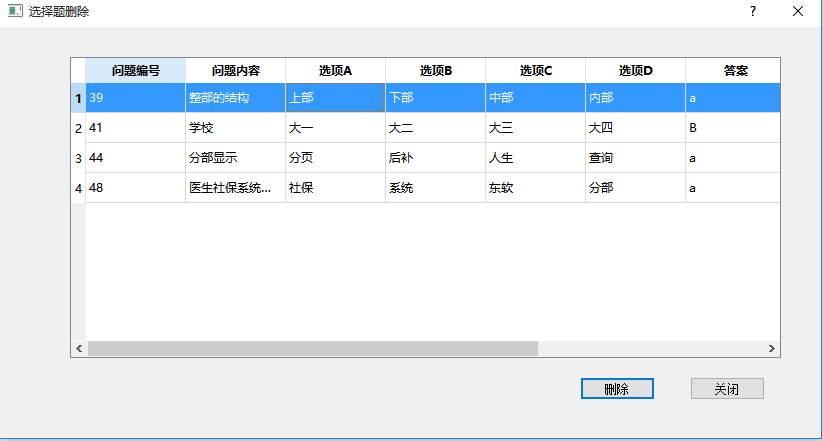 选择题删除
问题编号 问题内容 选项A 选项B 选项C 选项D 答案
1 39 整部的结构 上部 下部 中部 内部 a
2 41 学校 大一 大二 大三 大四 B
3 44 分部显示 分页 后补 人生 查询 a
4 48 医生社保系统... 社保 系统 东软 分部 a
删除 关闭